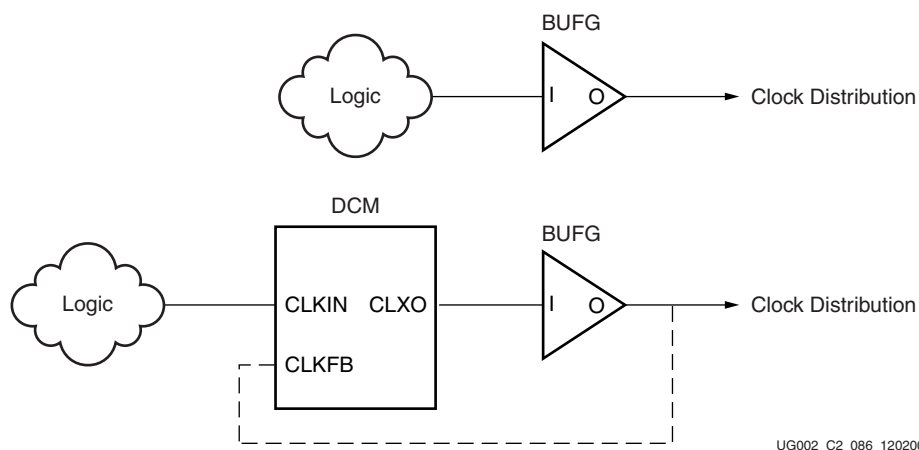 BUFG
Logic
I O
Clock Distribution
DCM
BUFG
Logic
CLKIN CLXO
I O
Clock Distribution
CLKFB
UG002_C2_086_120200